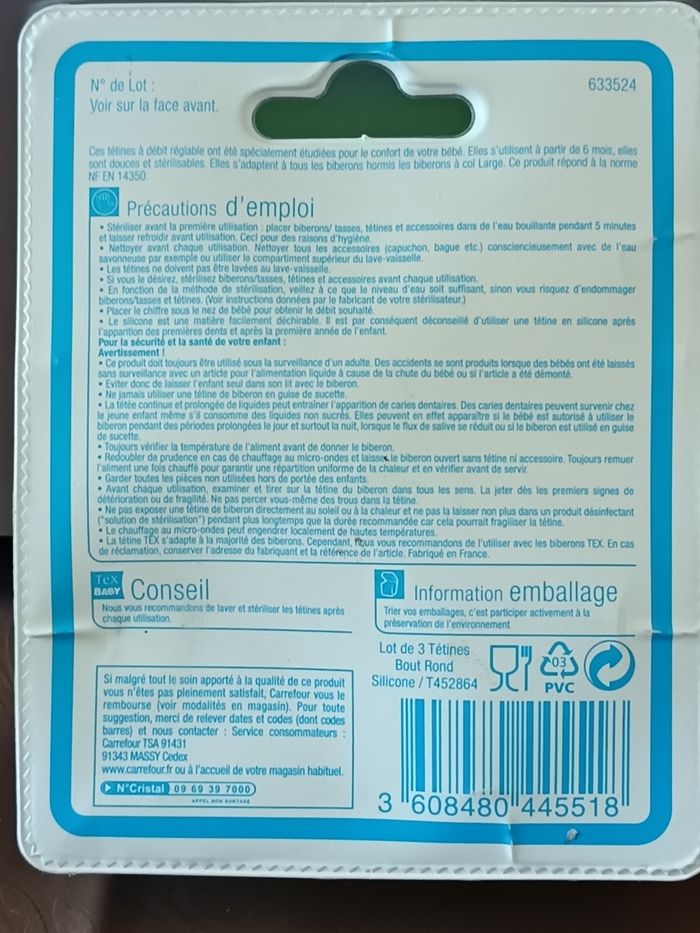 N° de Lot :
633524
Voir sur la face avant.
Ces tétines à débit réglable ont été spécialement étudiées pour le confort de votre bébé. Elles s'utilisent à partir de 6 mois, elles
sont douces et stérilisables. Elles s'adaptent à tous les biberons hormis les biberons à col Large. Ce produit répond à la norme
NF EN 14350.
Précautions d'emploi
• Stériliser avant la première utilisation : placer biberons/ tasses, tétines et accessoires dans de l'eau bouillante pendant 5 minutes
et laisser refroidir avant utilisation. Ceci pour des raisons d'hygiène.
• Nettoyer avant chaque utilisation. Nettoyer tous les accessoires (capuchon, bague etc.) consciencieusement avec de l'eau
savonneuse par exemple ou utiliser le compartiment supérieur du lave-vaisselle.
• Les tétines ne doivent pas être lavées au lave-vaisselle.
• Si vous le désirez, stérilisez biberons/tasses, tétines et accessoires avant chaque utilisation.
• En fonction de la méthode de stérilisation, veillez à ce que le niveau d'eau soit suffisant, sinon vous risquez d'endommager
biberons/tasses et tétines. (Voir instructions données par le fabricant de votre stérilisateur.)
• Placer le chiffre sous le nez de bébé pour obtenir le débit souhaité.
• Le silicone est une matière facilement déchirable. Il est par conséquent déconseillé d'utiliser une tétine en silicone après
l'apparition des premières dents et après la première année de l'enfant.
Pour la sécurité et la santé de votre enfant :
Avertissement !
• Ce produit doit toujours être utilisé sous la surveillance d'un adulte. Des accidents se sont produits lorsque des bébés ont été laissés
sans surveillance avec un article pour l'alimentation liquide à cause de la chute du bébé ou si l'article a été démonté.
• Eviter donc de laisser l'enfant seul dans son lit avec le biberon.
• Ne jamais utiliser une tétine de biberon en guise de sucette.
• La tétée continue et prolongée de liquides peut entraîner l'apparition de caries dentaires. Des caries dentaires peuvent survenir chez
le jeune enfant même s'il consomme des liquides non sucrés. Elles peuvent en effet apparaître si le bébé est autorisé à utiliser le
biberon pendant des périodes prolongées le jour et surtout la nuit, lorsque le flux de salive se réduit ou si le biberon est utilisé en guise
de sucette.
• Toujours vérifier la température de l'aliment avant de donner le biberon.
• Redoubler de prudence en cas de chauffage au micro-ondes et laisser le biberon ouvert sans tétine ni accessoire. Toujours remuer
l'aliment une fois chauffé pour garantir une répartition uniforme de la chaleur et en vérifier avant de servir.
• Garder toutes les pièces non utilisées hors de portée des enfants.
• Avant chaque utilisation, examiner et tirer sur la tétine du biberon dans tous les sens. La jeter dès les premiers signes de
détérioration ou de fragilité. Ne pas percer vous-même des trous dans la tétine.
• Ne pas exposer une tétine de biberon directement au soleil ou à la chaleur et ne pas la laisser non plus dans un produit désinfectant
("solution de stérilisation") pendant plus longtemps que la durée recommandée car cela pourrait fragiliser la tétine.
• Le chauffage au micro-ondes peut engendrer localement de hautes températures.
• La tétine TEX s'adapte à la majorité des biberons. Cependant, nous vous recommandons de l'utiliser avec les biberons TEX. En cas
de réclamation, conserver l'adresse du fabriquant et la référence de l'article. Fabriqué en France.
TeX
BABY
Conseil
Nous vous recommandons de laver et stériliser les tétines après
chaque utilisation.
Information emballage
Trier vos emballages, c'est participer activement à la
préservation de l'environnement
Lot de 3 Tétines
Bout Rond
Silicone / T452864
03
PVC
Si malgré tout le soin apporté à la qualité de ce produit
vous n'êtes pas pleinement satisfait, Carrefour vous le
rembourse (voir modalités en magasin). Pour toute
suggestion, merci de relever dates et codes (dont codes
barres) et nous contacter : Service consommateurs :
Carrefour TSA 91431
91343 MASSY Cedex
www.carrefour.fr ou à l'accueil de votre magasin habituel.
N°Cristal 09 69 39 7000
APPEL NON SURTAXE
3 608480 445518